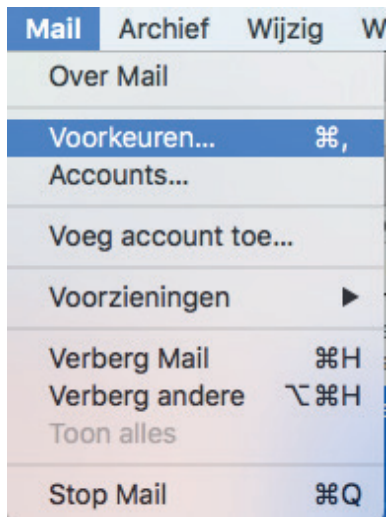 Mail Archief Wijzig W
Over Mail
Voorkeuren... ⌘,
Accounts...
Voeg account toe...
Voorzieningen ▶
Verberg Mail ⌘H
Verberg andere ⌥⌘H
Toon alles
Stop Mail ⌘Q